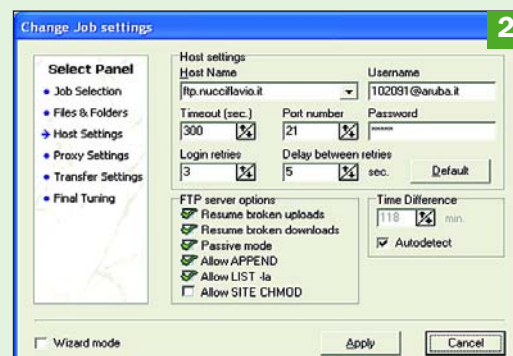 Change Job settings
2
Select Panel
Job Selection
Files & Folders
Host Settings
Proxy Settings
Transfer Settings
Final Tuning
Host settings
Host Name
Username
ftp.nucciflavio.it
102091@aruba.it
Timeout (sec.)
Port number
Password
300
21
*****
Login retries
Delay between retries
3
5
sec.
Default
FTP server options
Resume broken uploads
Resume broken downloads
Passive mode
Allow APPEND
Allow LIST -la
Allow SITE CHMOD
Time Difference
118
min.
Autodetect
Wizard mode
Apply
Cancel